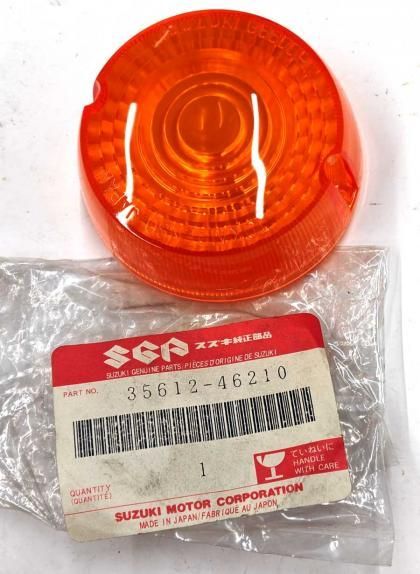 SUZUKI
SGP スズキ純正部品
SUZUKI GENUINE PARTS/PIÈCES D'ORIGINE DE SUZUKI
PART NO. 35612-46210
1
QUANTITY
(QUANTITÉ)
ていねいに
HANDLE
WITH CARE
SUZUKI MOTOR CORPORATION
MADE IN JAPAN/FABRIQUÉ AU JAPON